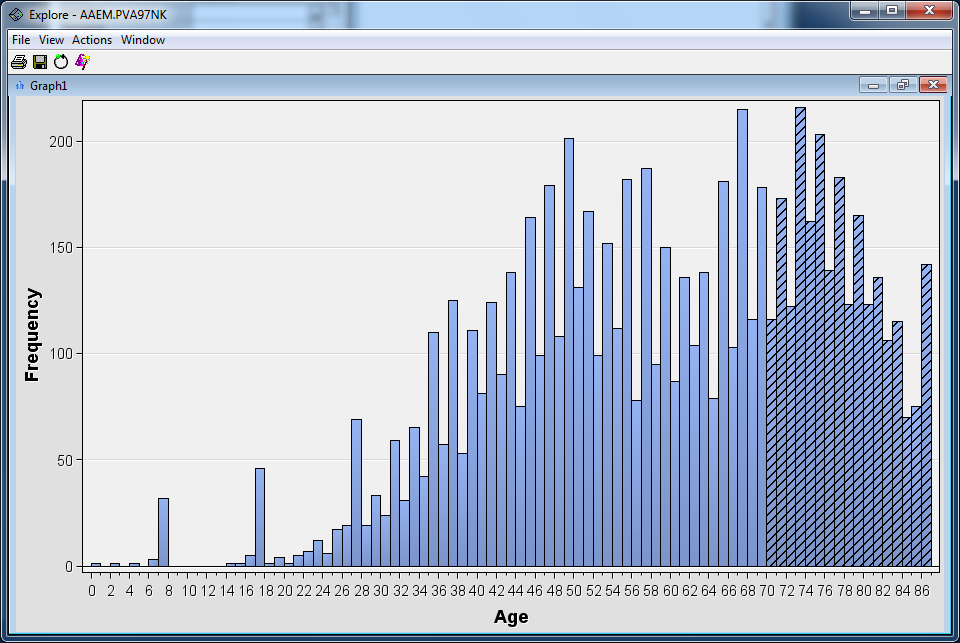 Explore - AAEM.PVA97NK
File View Actions Window
Graph1
200
150
100
50
0
Frequency
0 2 4 6 8 10 12 14 16 18 20 22 24 26 28 30 32 34 36 38 40 42 44 46 48 50 52 54 56 58 60 62 64 66 68 70 72 74 76 78 80 82 84 86
Age